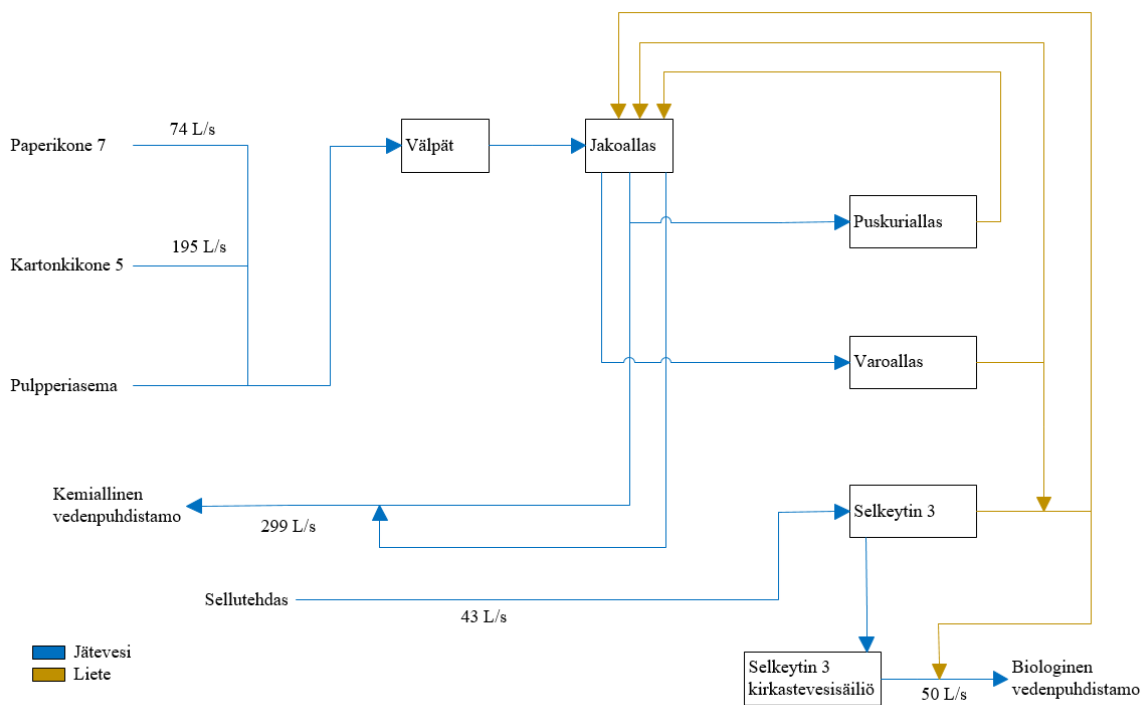 74 L/s
Paperikone 7
Välpät
Jakoallas
Puskuriallas
195 L/s
Kartonkikone 5
Varoallas
Pulpperiasema
Kemiallinen
vedenpuhdistamo
299 L/s
Selkeytin 3
Sellutehdas
43 L/s
Jätevesi
Liete
Selkeytin 3
kirkastevesisäiliö
50 L/s
Biologinen
vedenpuhdistamo